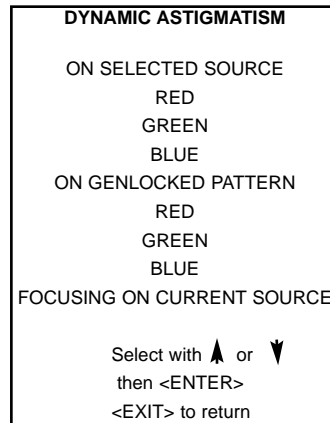 DYNAMIC ASTIGMATISM
ON SELECTED SOURCE
RED
GREEN
BLUE
ON GENLOCKED PATTERN
RED
GREEN
BLUE
FOCUSING ON CURRENT SOURCE
Select with or
then <ENTER>
<EXIT> to return